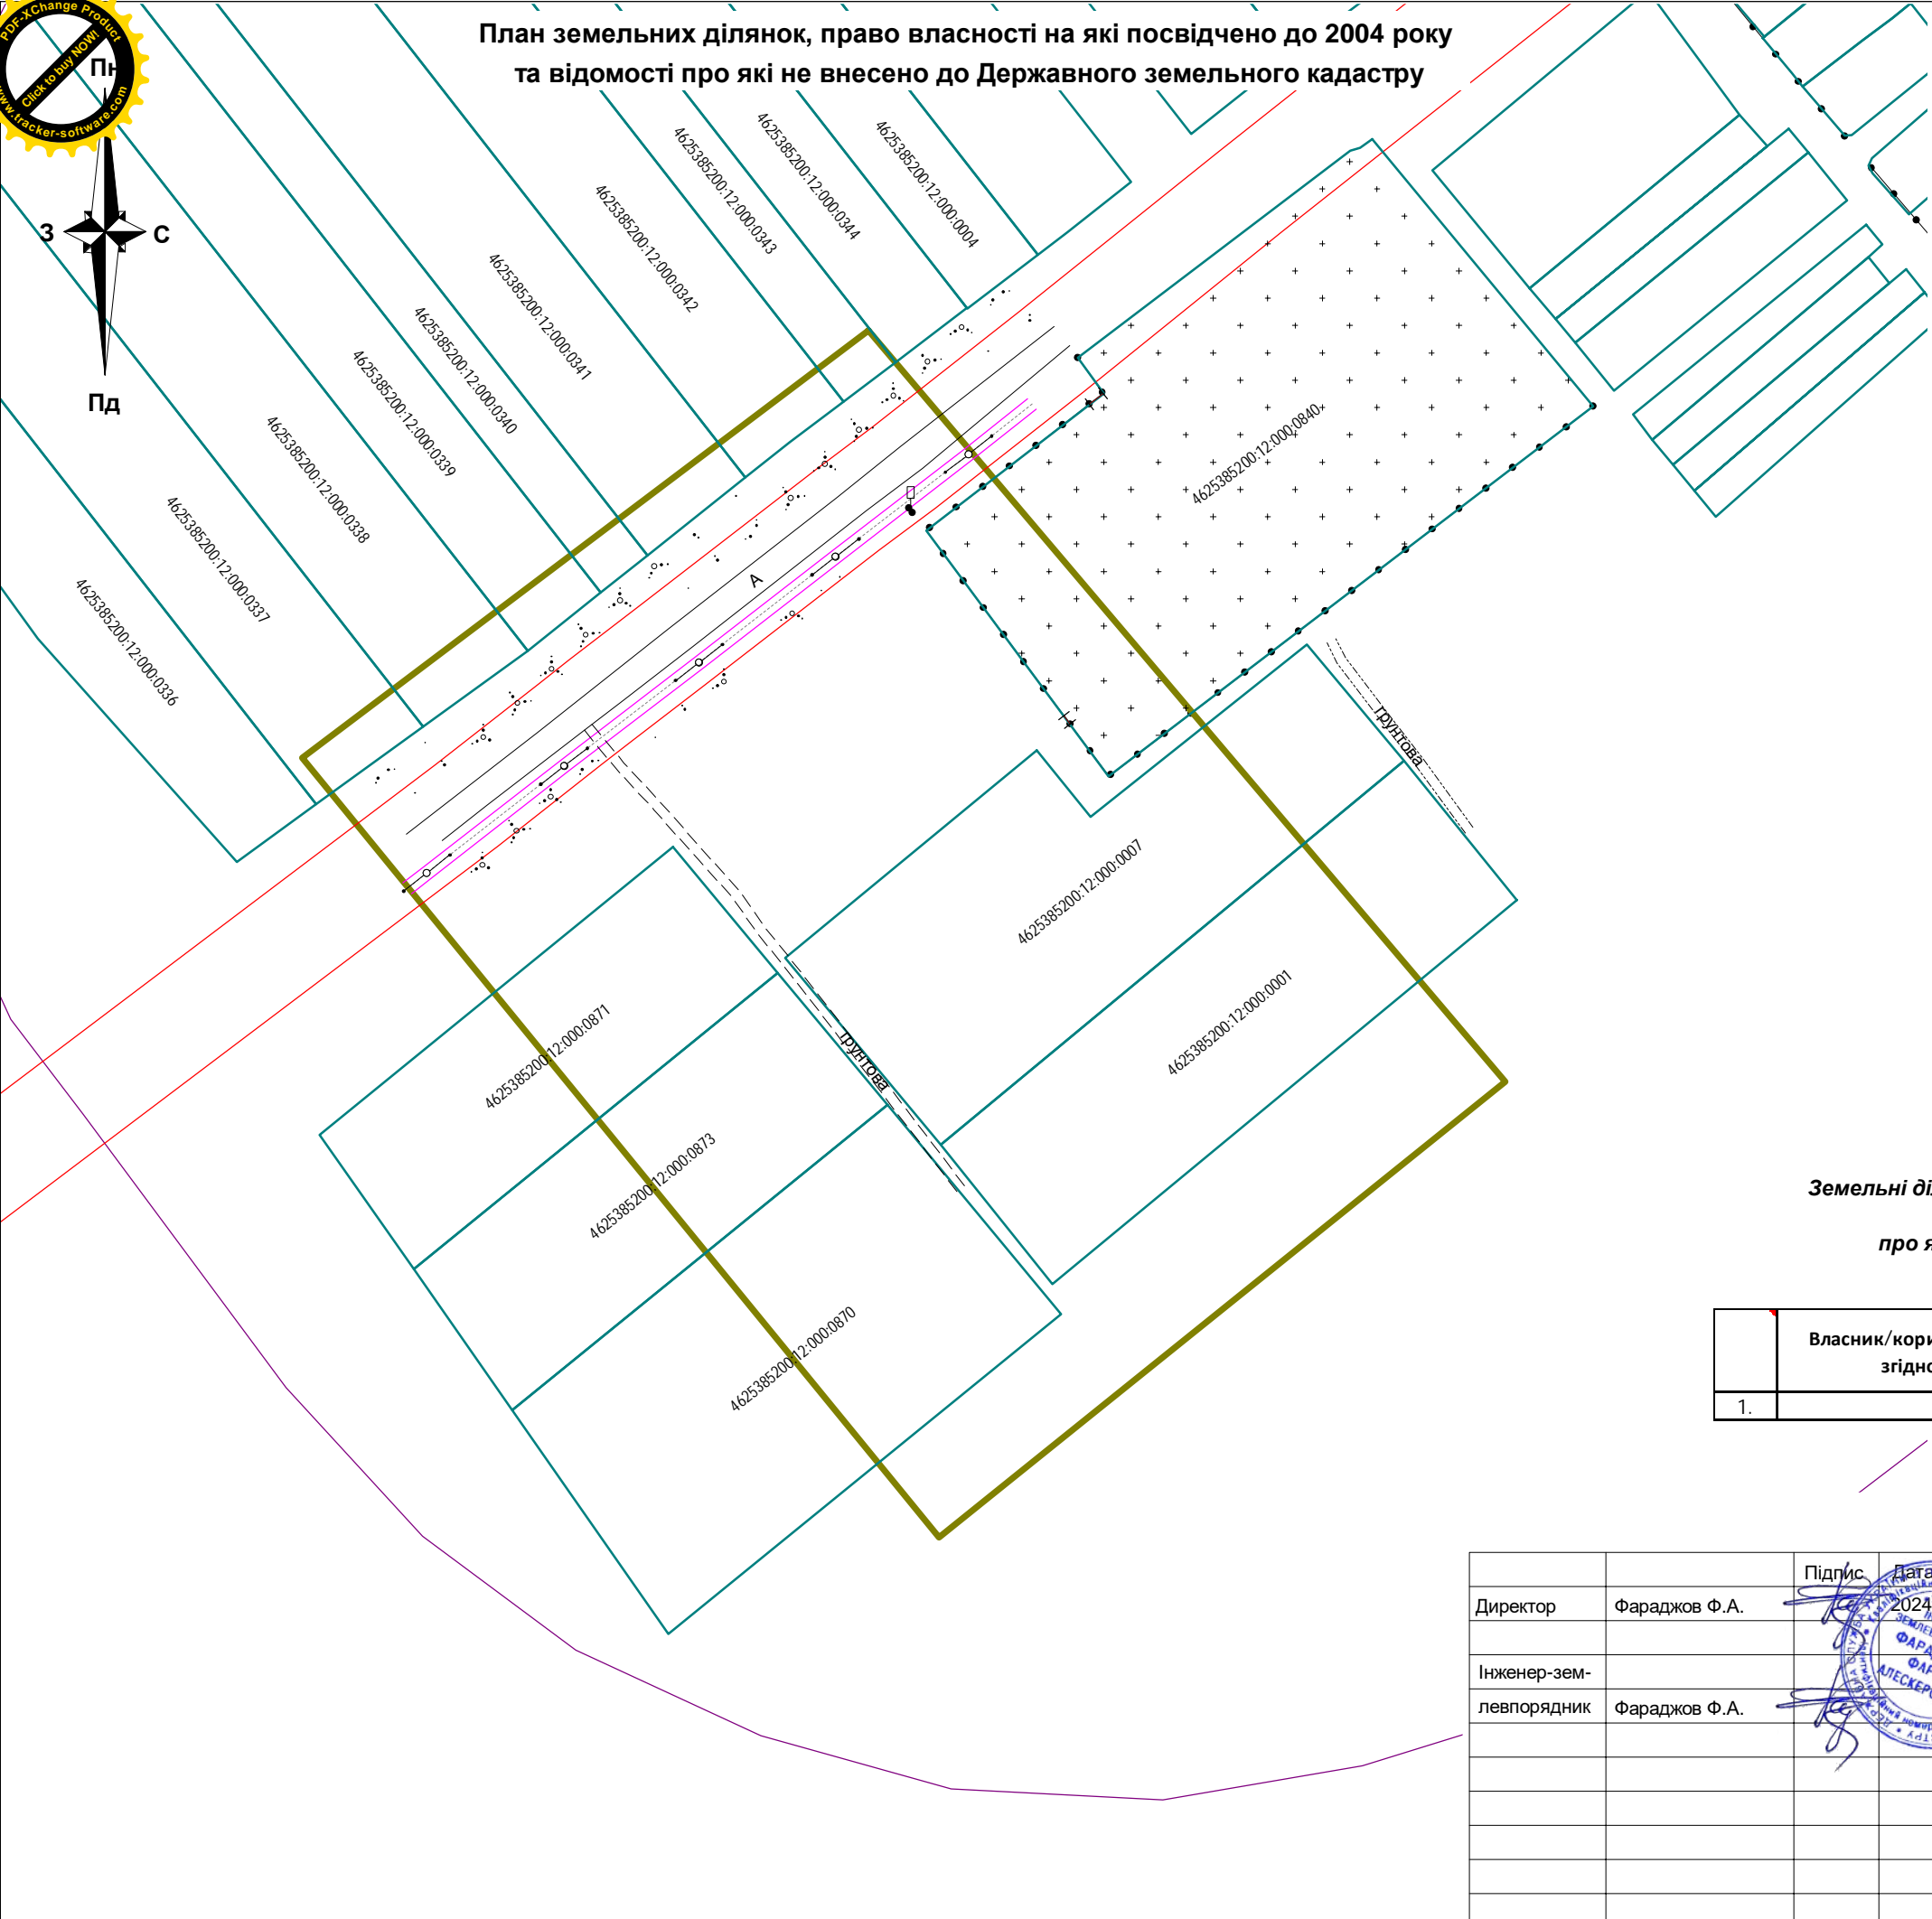 План земельних ділянок, право власності на які посвідчено до 2004 року
та відомості про які не внесено до Державного земельного кадастру
PDF-XChange Product
Click to buy NOW!
www.tracker-software.com
Пн
З
С
Пд
4625385200:12:000:0004
4625385200:12:000:0344
4625385200:12:000:0343
4625385200:12:000:0342
4625385200:12:000:0341
4625385200:12:000:0340
4625385200:12:000:0339
4625385200:12:000:0338
4625385200:12:000:0337
4625385200:12:000:0336
4625385200:12:000:0840
А
грунтова
4625385200:12:000:0007
4625385200:12:000:0001
4625385200:12:000:0871
грунтова
4625385200:12:000:0873
4625385200:12:000:0870
Земельні ді
про я
Власник/кори
згідно
1.
Підпис Дата
Директор Фараджов Ф.А. 2024
Інженер-зем-
левпорядник Фараджов Ф.А.